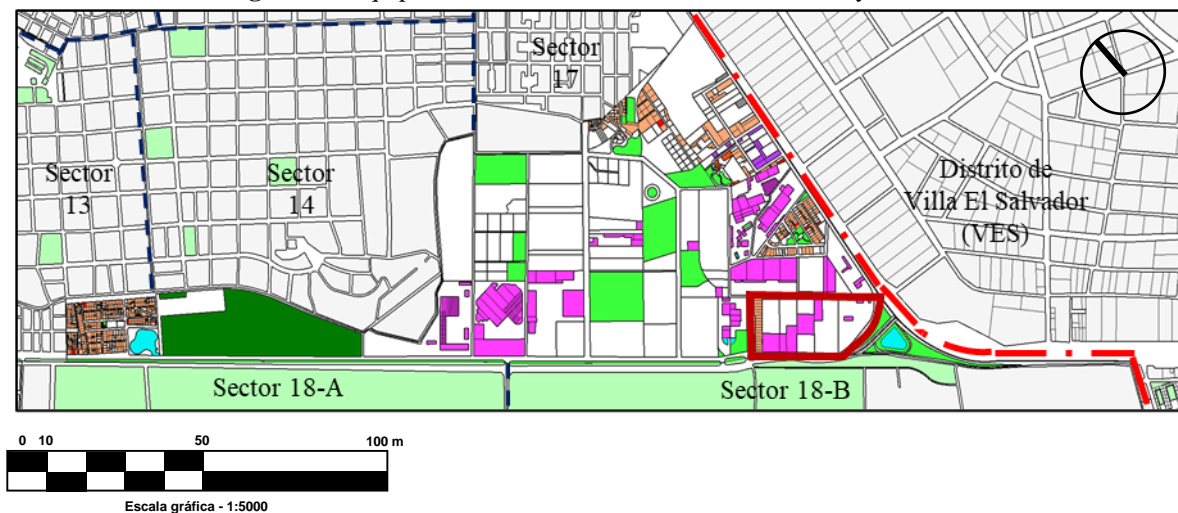 Sector
17
Sector
13
Sector
14
Distrito de
Villa El Salvador
(VES)
Sector 18-A
Sector 18-B
0 10 50 100 m
Escala gráfica - 1:5000